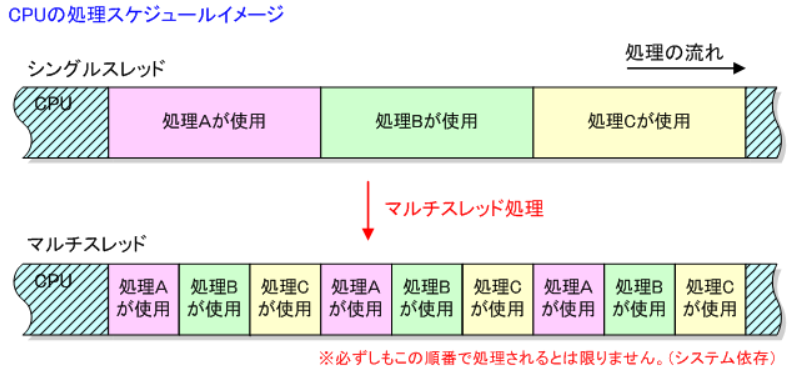 CPUの処理スケジュールイメージ
処理の流れ
シングルスレッド
CPU
処理Aが使用
処理Bが使用
処理Cが使用
マルチスレッド処理
マルチスレッド
CPU
処理A
が使用
処理B
が使用
処理C
が使用
処理A
が使用
処理B
が使用
処理C
が使用
処理A
が使用
処理B
が使用
処理C
が使用
※必ずしもこの順番で処理されるとは限りません。(システム依存)